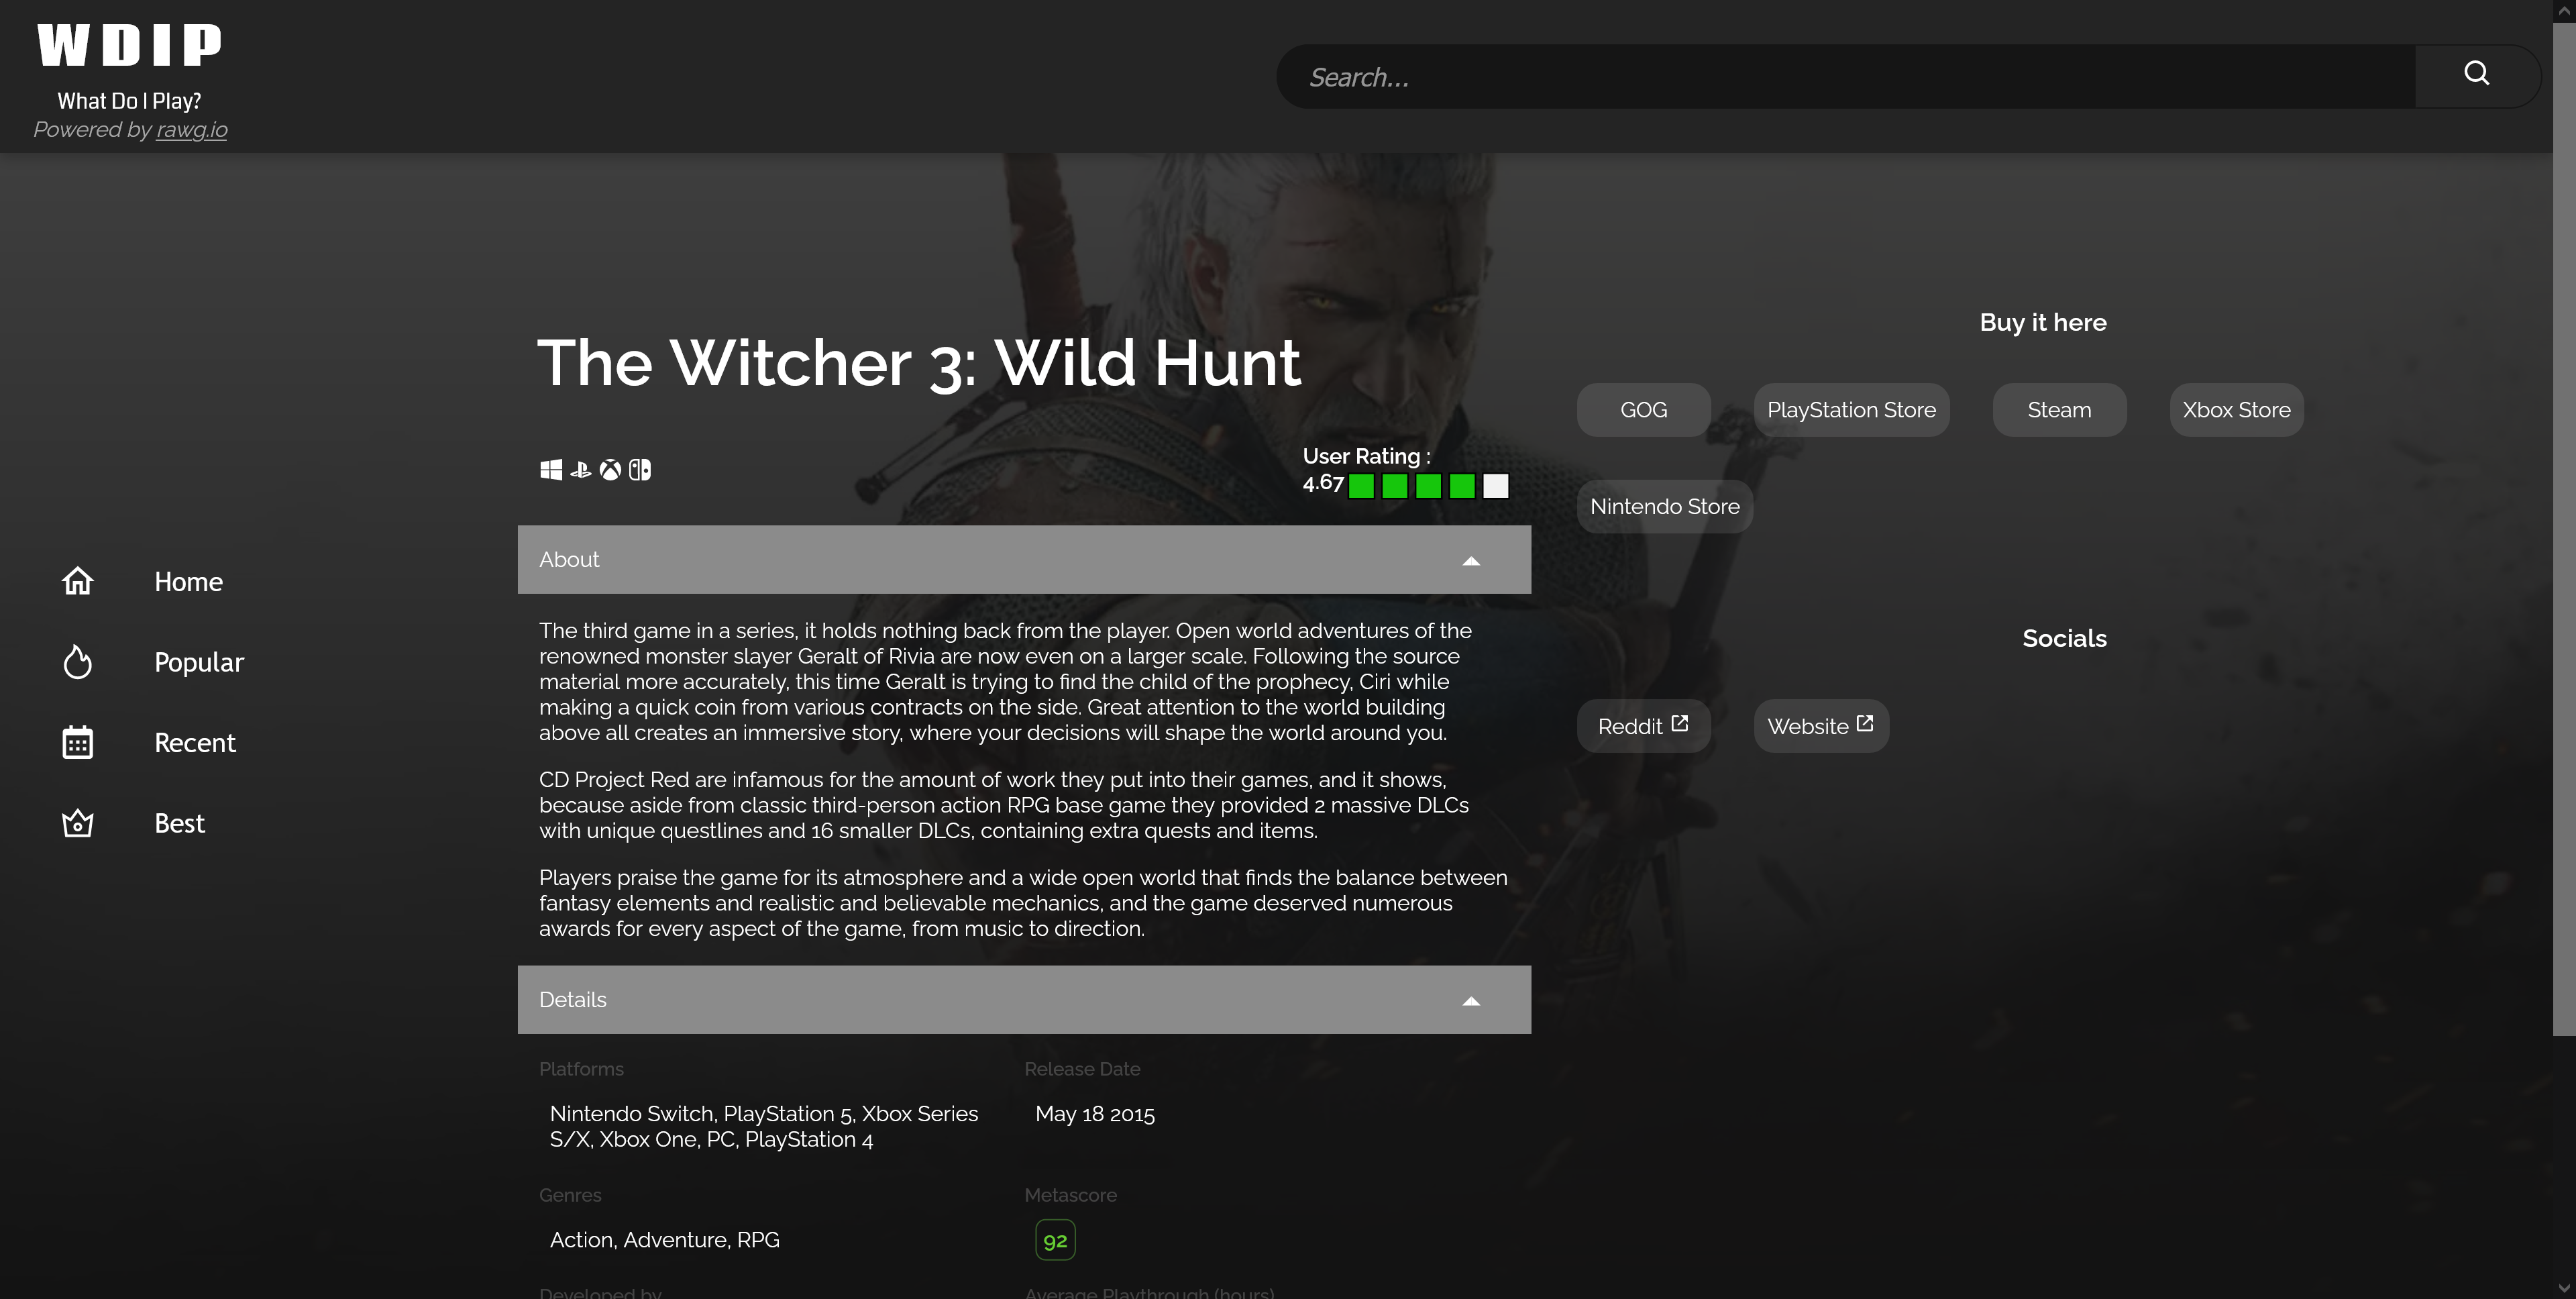 WDIP
What Do I Play?
Powered by rawg.io
Search...
Home
Popular
Recent
Best
The Witcher 3: Wild Hunt
User Rating :
4.67
About
The third game in a series, it holds nothing back from the player. Open world adventures of the
renowned monster slayer Geralt of Rivia are now even on a larger scale. Following the source
material more accurately, this time Geralt is trying to find the child of the prophecy, Ciri while
making a quick coin from various contracts on the side. Great attention to the world building
above all creates an immersive story, where your decisions will shape the world around you.
CD Project Red are infamous for the amount of work they put into their games, and it shows,
because aside from classic third-person action RPG base game they provided 2 massive DLCs
with unique questlines and 16 smaller DLCs, containing extra quests and items.
Players praise the game for its atmosphere and a wide open world that finds the balance between
fantasy elements and realistic and believable mechanics, and the game deserved numerous
awards for every aspect of the game, from music to direction.
Details
Platforms
Nintendo Switch, PlayStation 5, Xbox Series
S/X, Xbox One, PC, PlayStation 4
Release Date
May 18 2015
Genres
Action, Adventure, RPG
Metascore
92
Developed by
Average Playthrough (hours)
Buy it here
GOG
PlayStation Store
Steam
Xbox Store
Nintendo Store
Socials
Reddit
Website